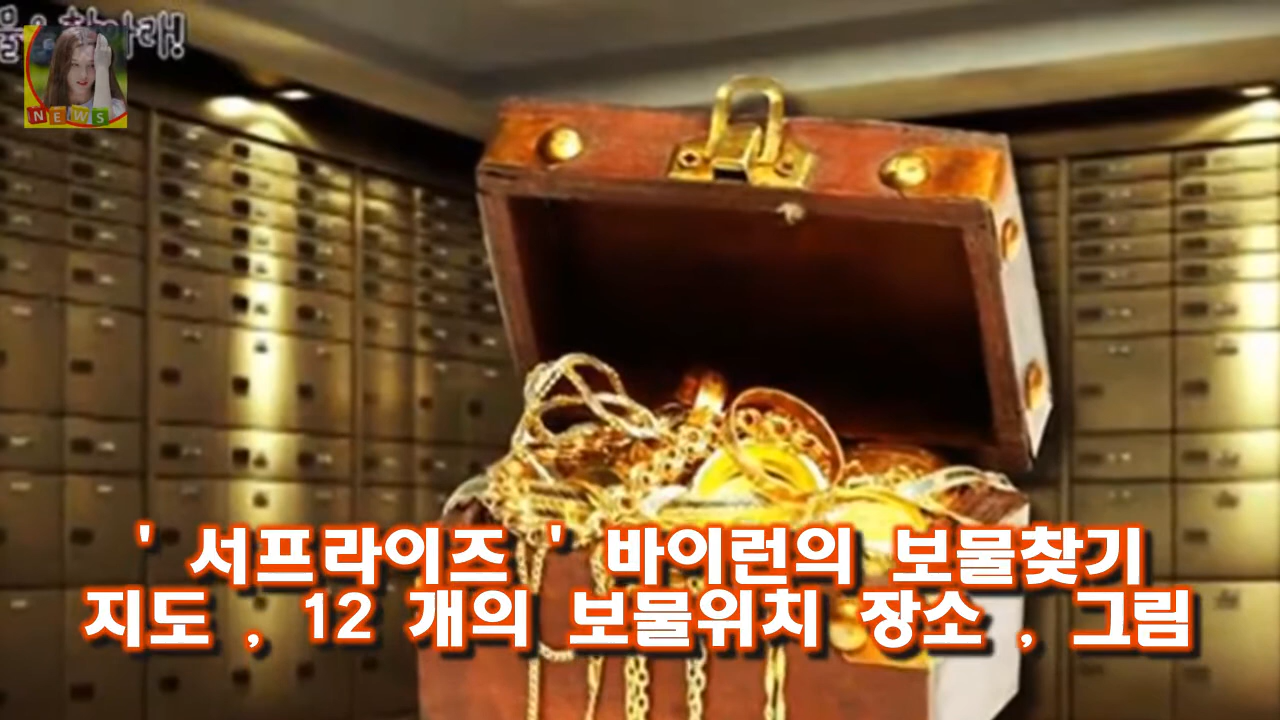 NEWS
' 서프라이즈 ' 바이런의 보물찾기
지도 , 12 개의 보물위치 장소 , 그림